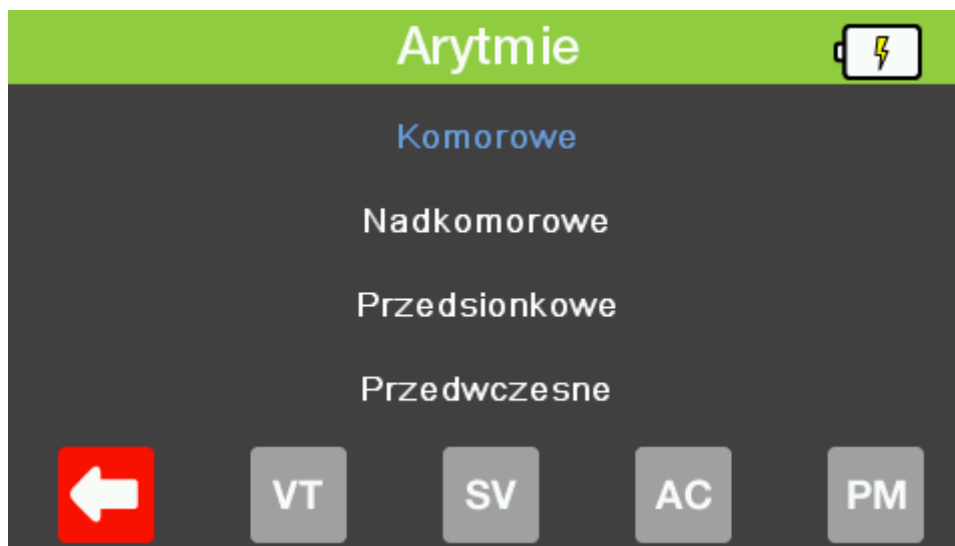 Arytmie
Komorowe
Nadkomorowe
Przedsionkowe
Przedwczesne
VT SV AC PM